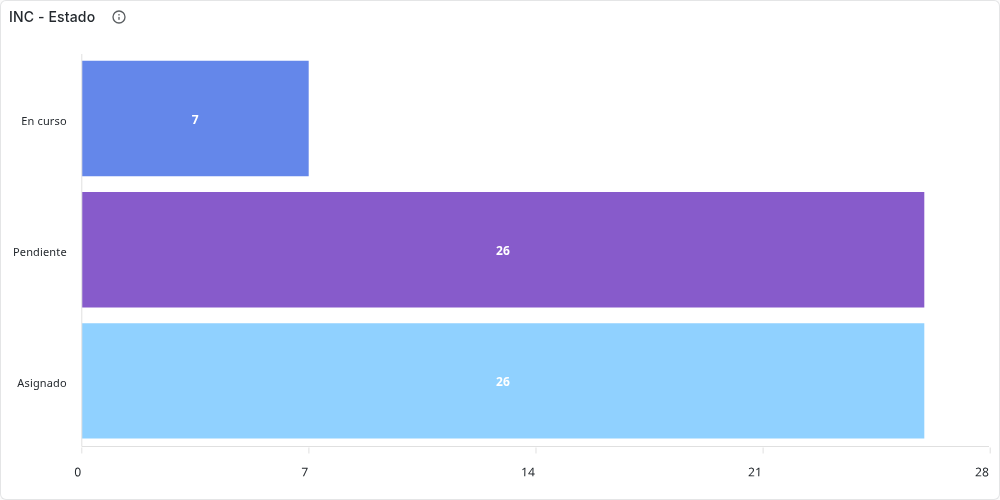 INC - Estado
En curso
7
Pendiente
26
Asignado
26
0 7 14 21 28